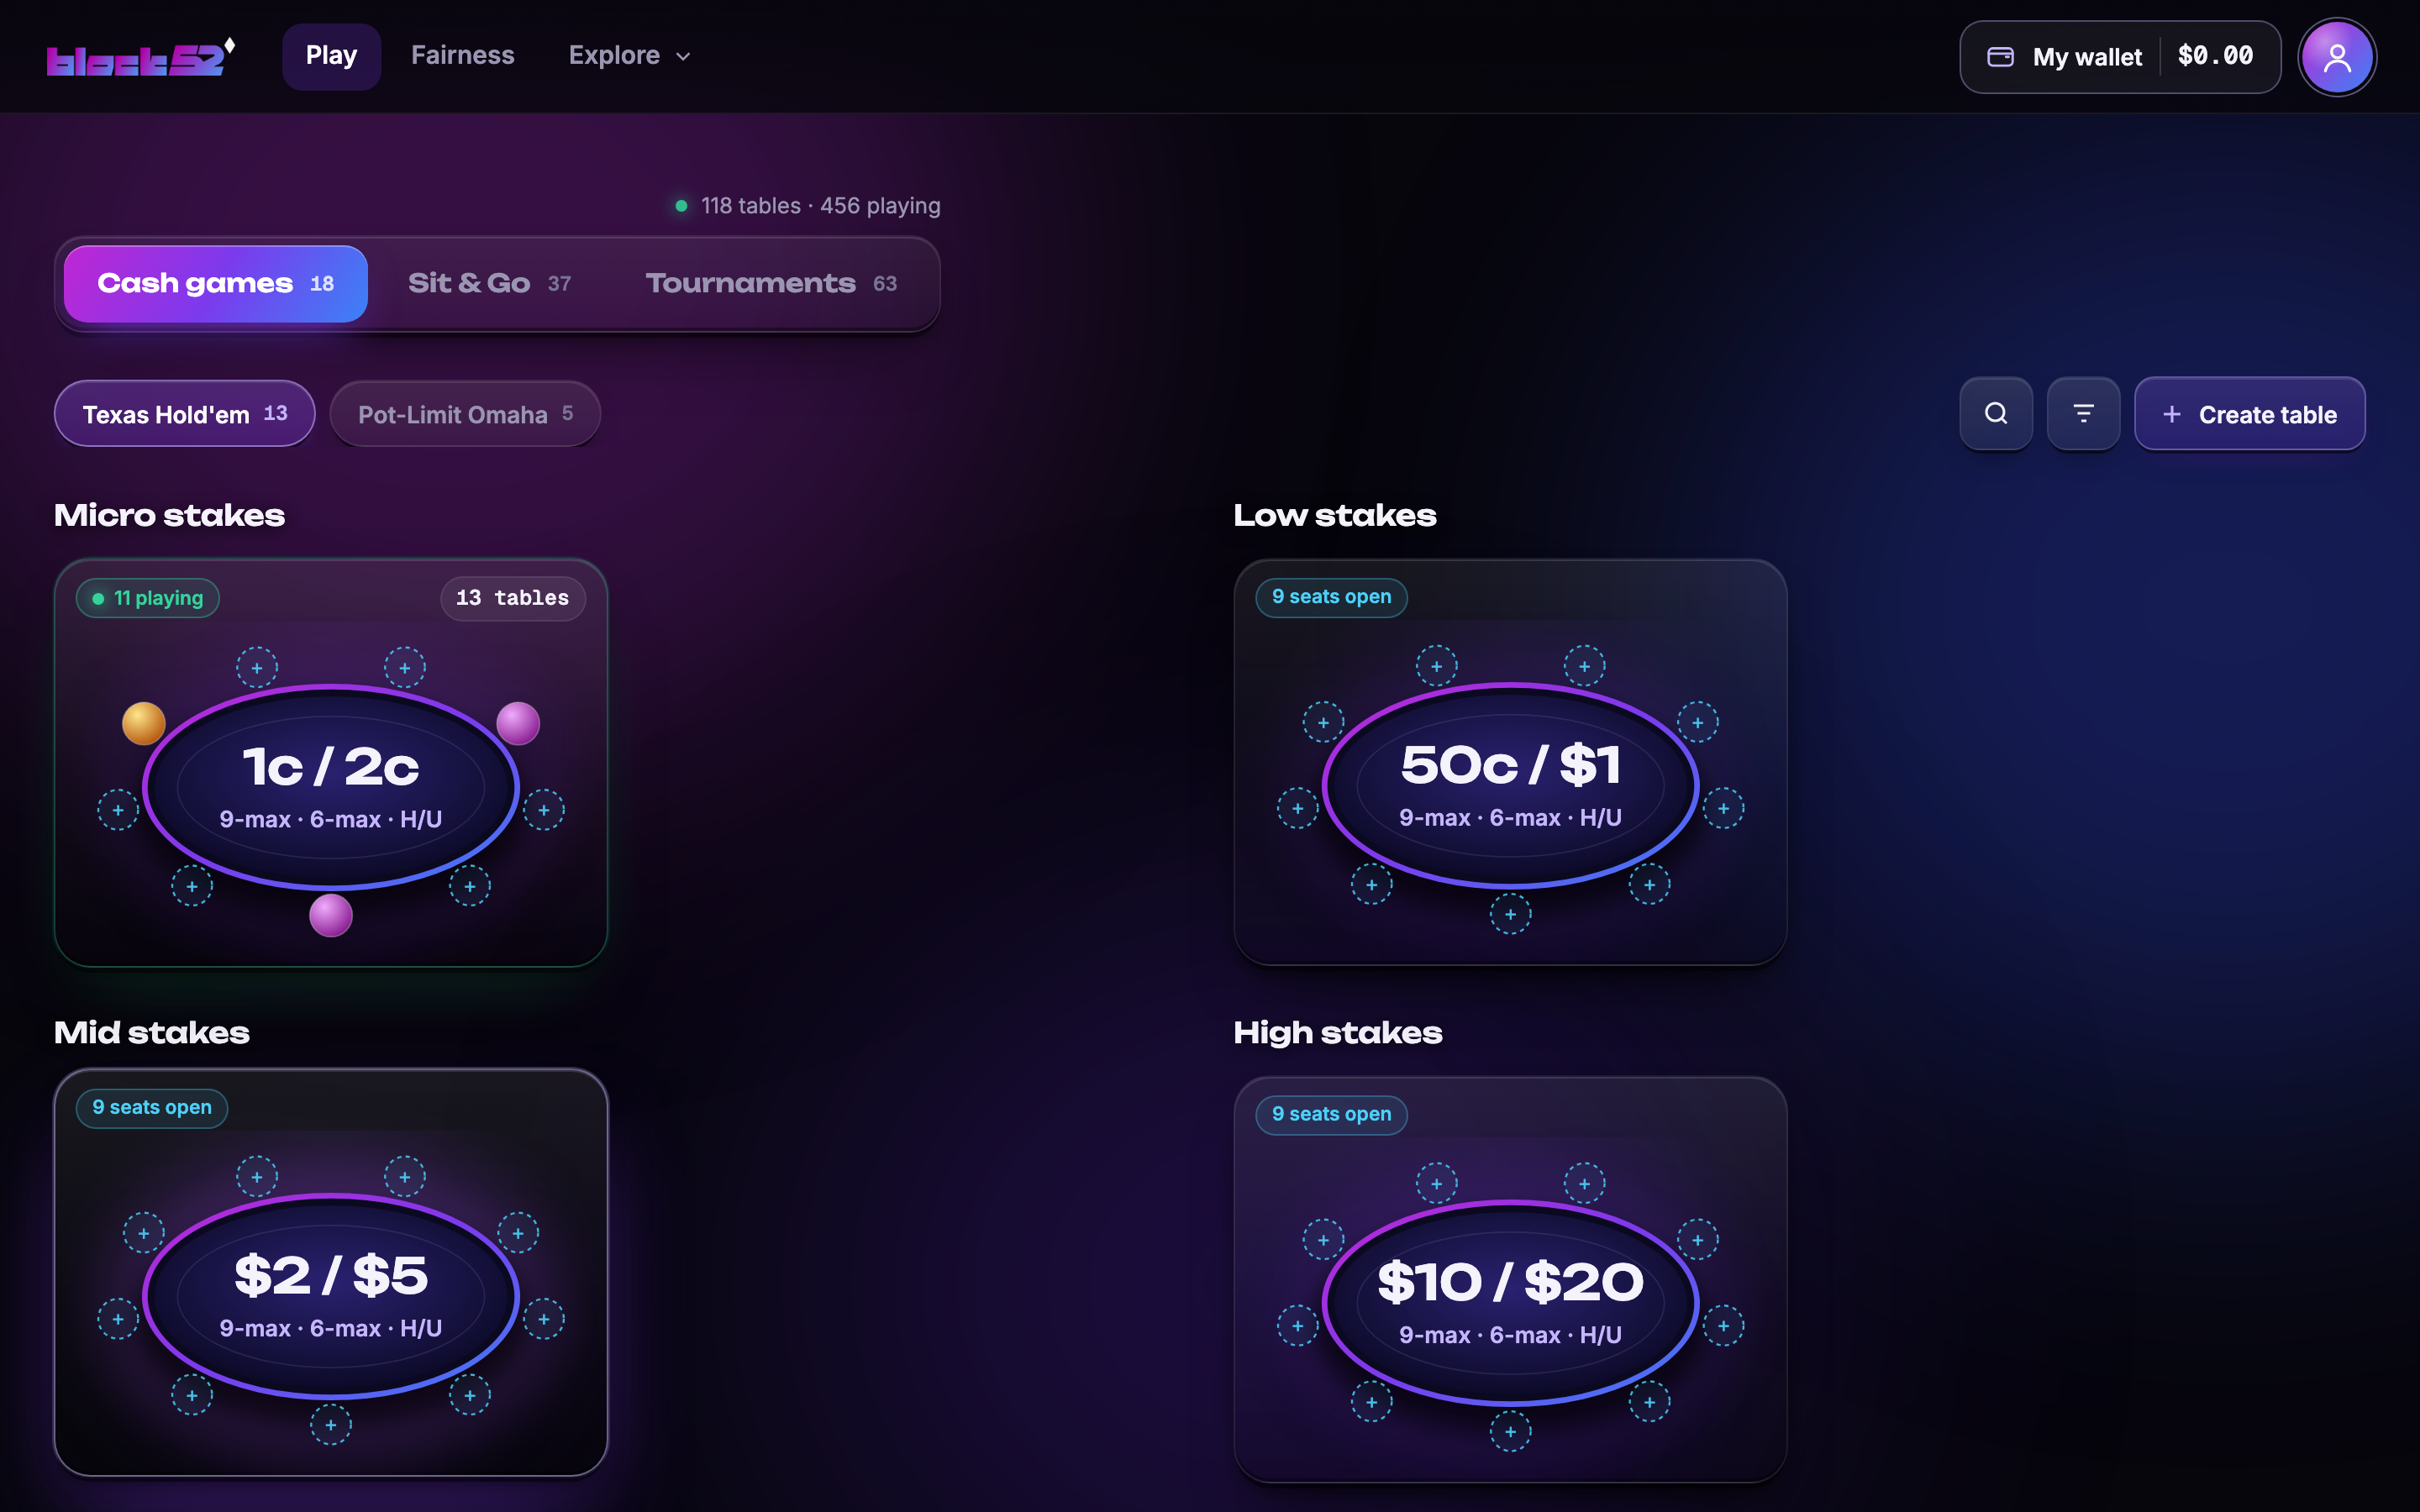 block52
Play
Fairness
Explore
My wallet
$0.00
118 tables · 456 playing
Cash games 18
Sit & Go 37
Tournaments 63
Texas Hold'em 13
Pot-Limit Omaha 5
+ Create table
Micro stakes
11 playing
13 tables
1c / 2c
9-max · 6-max · H/U
Low stakes
9 seats open
50c / $1
9-max · 6-max · H/U
Mid stakes
9 seats open
$2 / $5
9-max · 6-max · H/U
High stakes
9 seats open
$10 / $20
9-max · 6-max · H/U